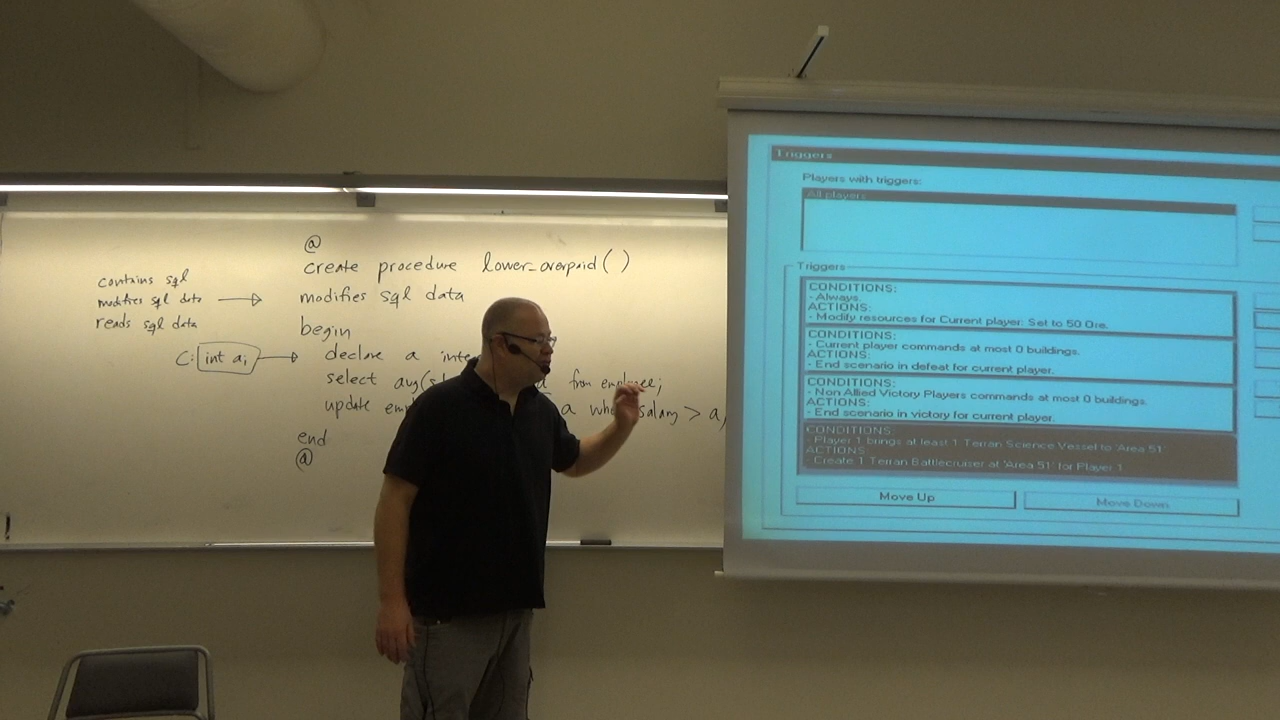 @
create procedure lower_overpaid()
contains sql
modifies sql data
modifies sql data
reads sql data
begin
C: int a;
declare a inte
select avg(s from employee;
update emp a salary > a;
end
@
Triggers
Players with triggers:
All players
Triggers
CONDITIONS:
- Always.
ACTIONS:
- Modify resources for Current player: Set to 50 Ore.
CONDITIONS:
- Current player commands at most 0 buildings.
ACTIONS:
- End scenario in defeat for current player.
CONDITIONS:
- Non Allied Victory Players commands at most 0 buildings.
ACTIONS:
- End scenario in victory for current player.
CONDITIONS:
- Player 1 brings at least 1 Terran Science Vessel to 'Area 51'
ACTIONS
- Create 1 Terran Battlecruiser at 'Area 51' for Player 1
Move Up
Move Down